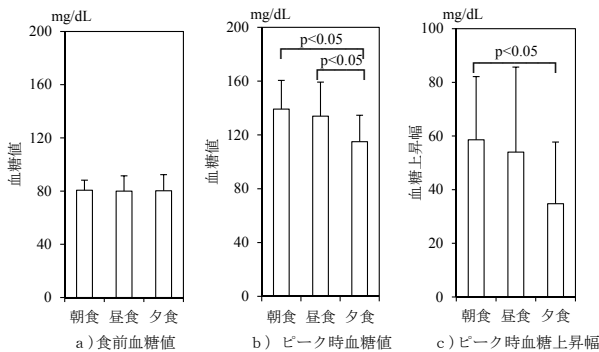 mg/dL
200
160
120
80
40
0
血糖値
朝食 昼食 夕食
a）食前血糖値
mg/dL
200
160
120
80
40
0
血糖値
p<0.05
p<0.05
朝食 昼食 夕食
b） ピーク時血糖値
mg/dL
100
80
60
40
20
0
血糖上昇幅
p<0.05
朝食 昼食 夕食
c）ピーク時血糖上昇幅